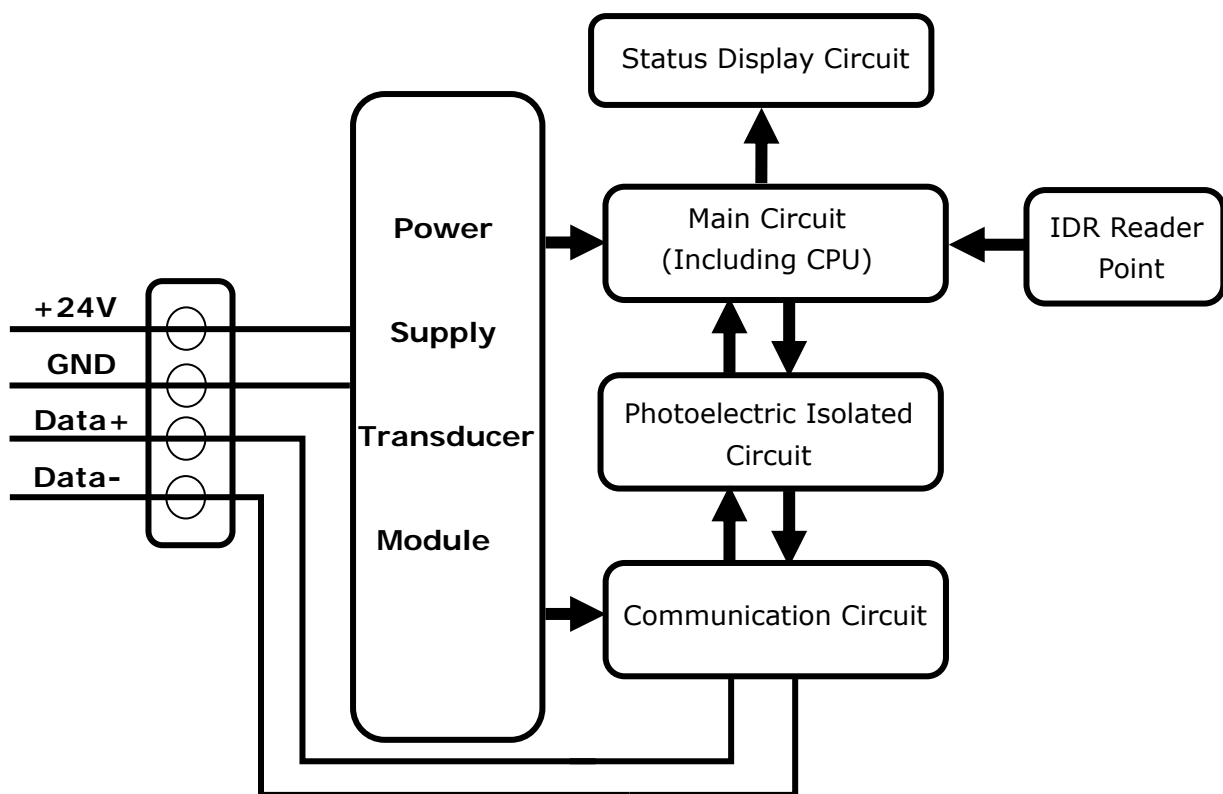 Status Display Circuit
Main Circuit
(Including CPU)
IDR Reader
Point
Power
Supply
Transducer
Module
+24V
GND
Data+
Data-
Photoelectric Isolated
Circuit
Communication Circuit